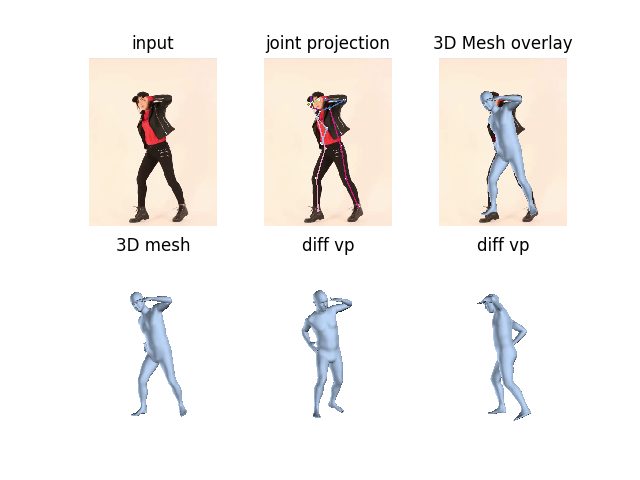 input
joint projection
3D Mesh overlay
3D mesh
diff vp
diff vp